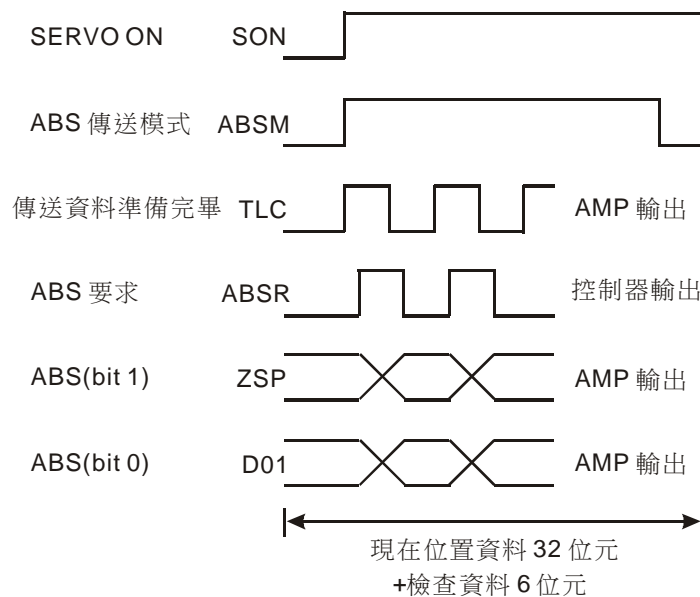 SERVO ON SON
ABS 傳送模式 ABSM
傳送資料準備完畢 TLC AMP 輸出
ABS 要求 ABSR 控制器輸出
ABS(bit 1) ZSP AMP 輸出
ABS(bit 0) D01 AMP 輸出
現在位置資料 32 位元
+檢查資料 6 位元